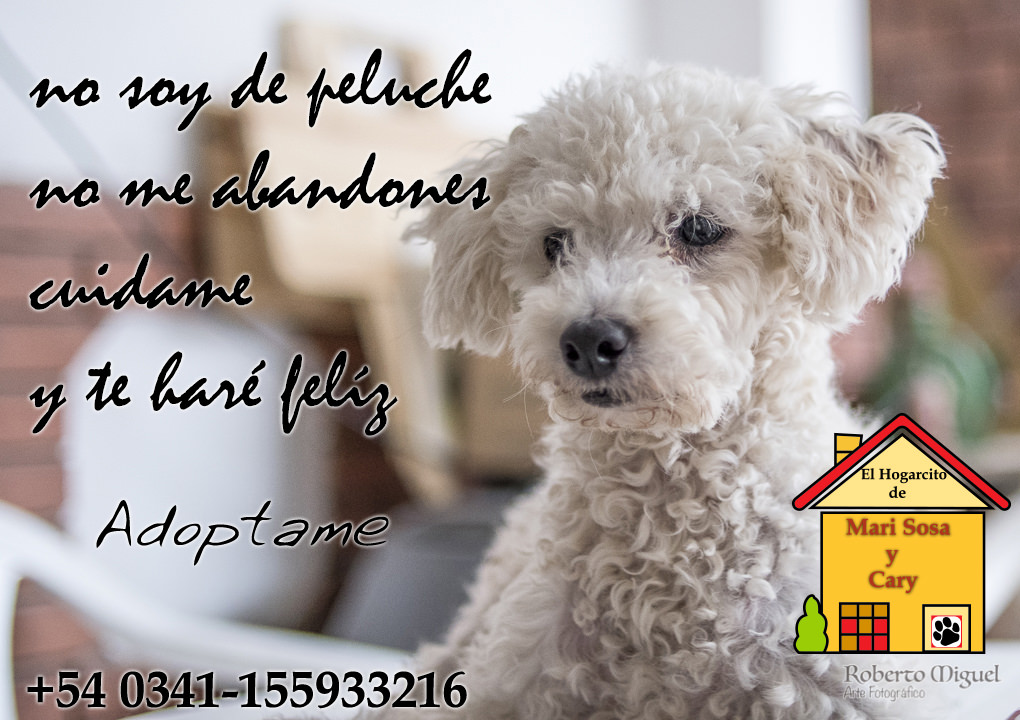 no soy de peluche
no me abandones
cuidame
y te haré felíz
Adoptame
+54 0341-155933216
El Hogarcito
de
Mari Sosa
y
Cary
Roberto Miguel
Arte Fotográfico